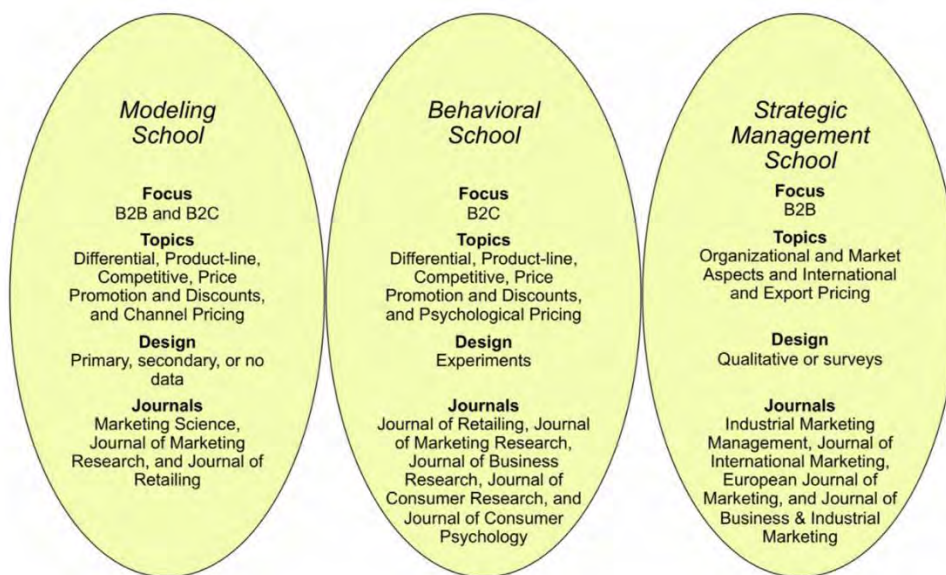 Modeling
School
Focus
B2B and B2C
Topics
Differential, Product-line,
Competitive, Price
Promotion and Discounts,
and Channel Pricing
Design
Primary, secondary, or no
data
Journals
Marketing Science,
Journal of Marketing
Research, and Journal of
Retailing
Behavioral
School
Focus
B2C
Topics
Differential, Product-line,
Competitive, Price
Promotion and Discounts,
and Psychological Pricing
Design
Experiments
Journals
Journal of Retailing, Journal
of Marketing Research,
Journal of Business
Research, Journal of
Consumer Research, and
Journal of Consumer
Psychology
Strategic
Management
School
Focus
B2B
Topics
Organizational and Market
Aspects and International
and Export Pricing
Design
Qualitative or surveys
Journals
Industrial Marketing
Management, Journal of
International Marketing,
European Journal of
Marketing, and Journal of
Business & Industrial
Marketing